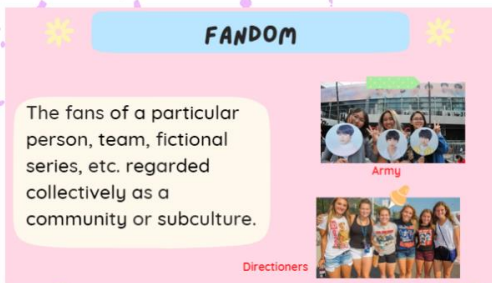 FANDOM
The fans of a particular
person, team, fictional
series, etc. regarded
collectively as a
community or subculture.
Army
Directioners